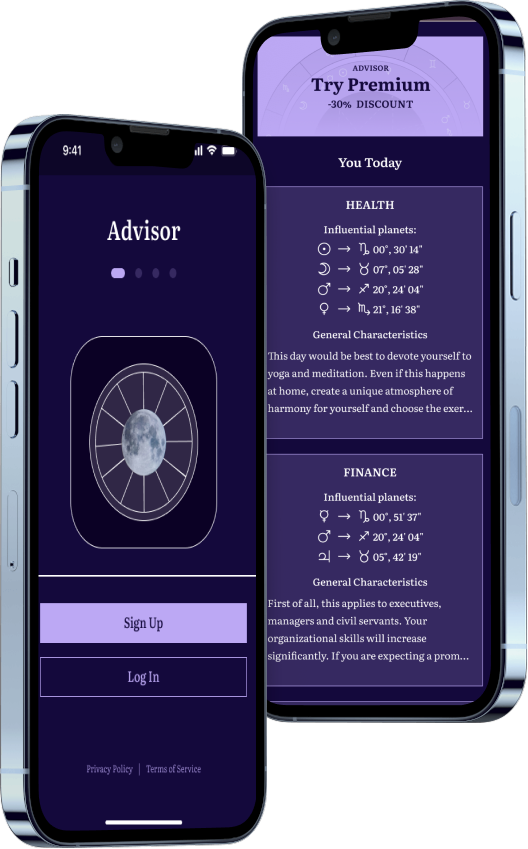 9:41
Advisor
Sign Up
Log In
Privacy Policy | Terms of Service
ADVISOR
Try Premium
-30% DISCOUNT
You Today
HEALTH
Influential planets:
☉ → ♑ 00°, 30' 14"
☽ → ♉ 07°, 05' 28"
♂ → ♐ 20°, 24' 04"
♀ → ♏ 21°, 16' 38"
General Characteristics
This day would be best to devote yourself to
yoga and meditation. Even if this happens
at home, create a unique atmosphere of
harmony for yourself and choose the exer...
FINANCE
Influential planets:
☿ → ♑ 00°, 51' 37"
♂ → ♐ 20°, 24' 04"
♃ → ♉ 05°, 42' 19"
General Characteristics
First of all, this applies to executives,
managers and civil servants. Your
organizational skills will increase
significantly. If you are expecting a prom...